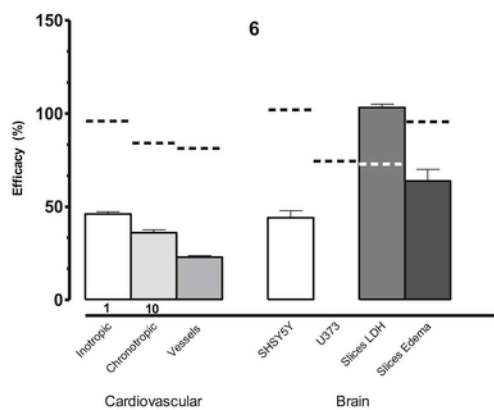 150
6
100
50
0
Efficacy (%)
1
10
Inotropic
Chronotropic
Vessels
SHSY5Y
U373
Slices LDH
Slices Edema
Cardiovascular
Brain